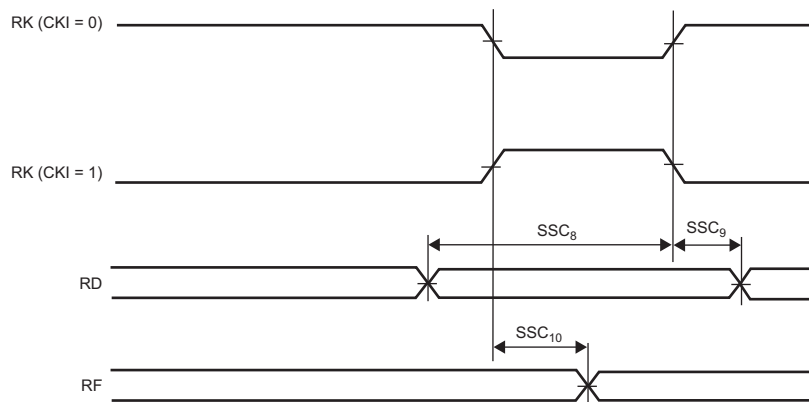 RK (CKI = 0)
RK (CKI = 1)
SSC₈
SSC₉
RD
SSC₁₀
RF